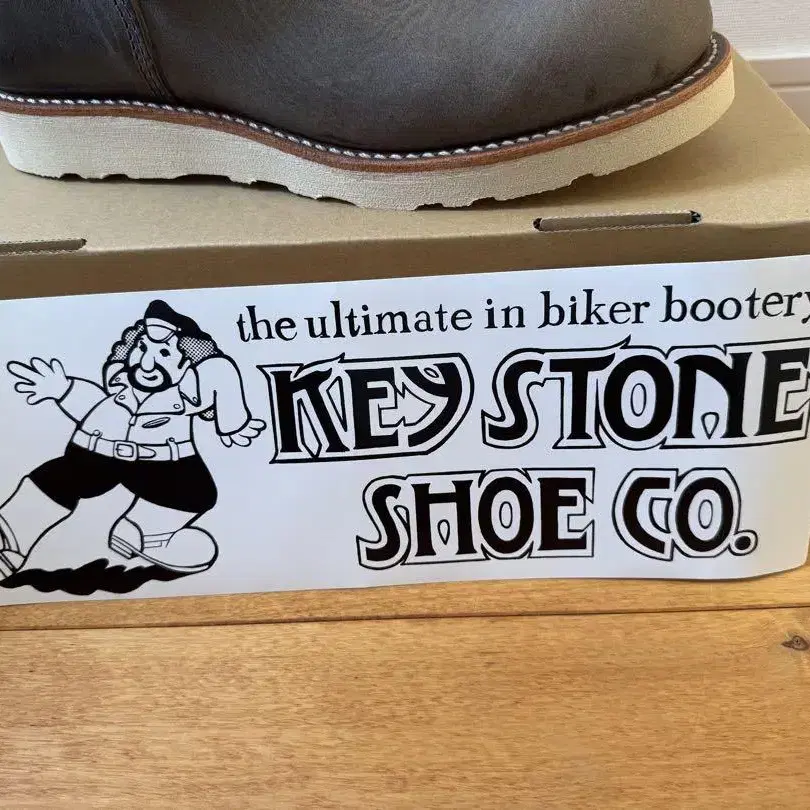 the ultimate in biker bootery
KEY STONE
SHOE CO.